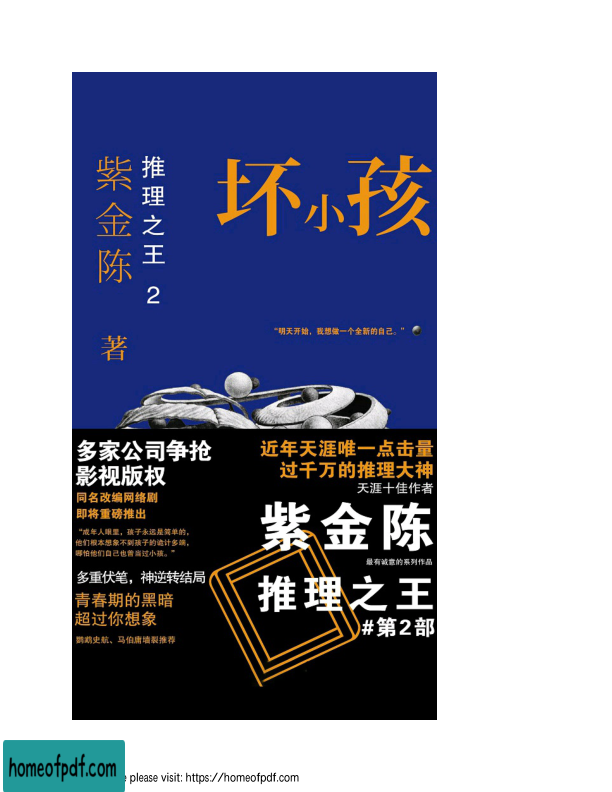 坏小孩
推理之王 2
紫金陈 著
“明天开始，我想做一个全新的自己。”
多家公司争抢
影视版权
同名改编网络剧
即将重磅推出
“成年人眼里，孩子永远是简单的，
他们根本想象不到孩子的诡计多端，
哪怕他们自己也曾当过小孩。”
多重伏笔，神逆转结局
青春期的黑暗
超过你想象
鹦鹉史航、马伯庸墙裂推荐
近年天涯唯一点击量
过千万的推理大神
天涯十佳作者
紫金陈
最有诚意的系列作品
推理之王
#第2部
homeofpdf.com
e please visit: https://homeofpdf.com